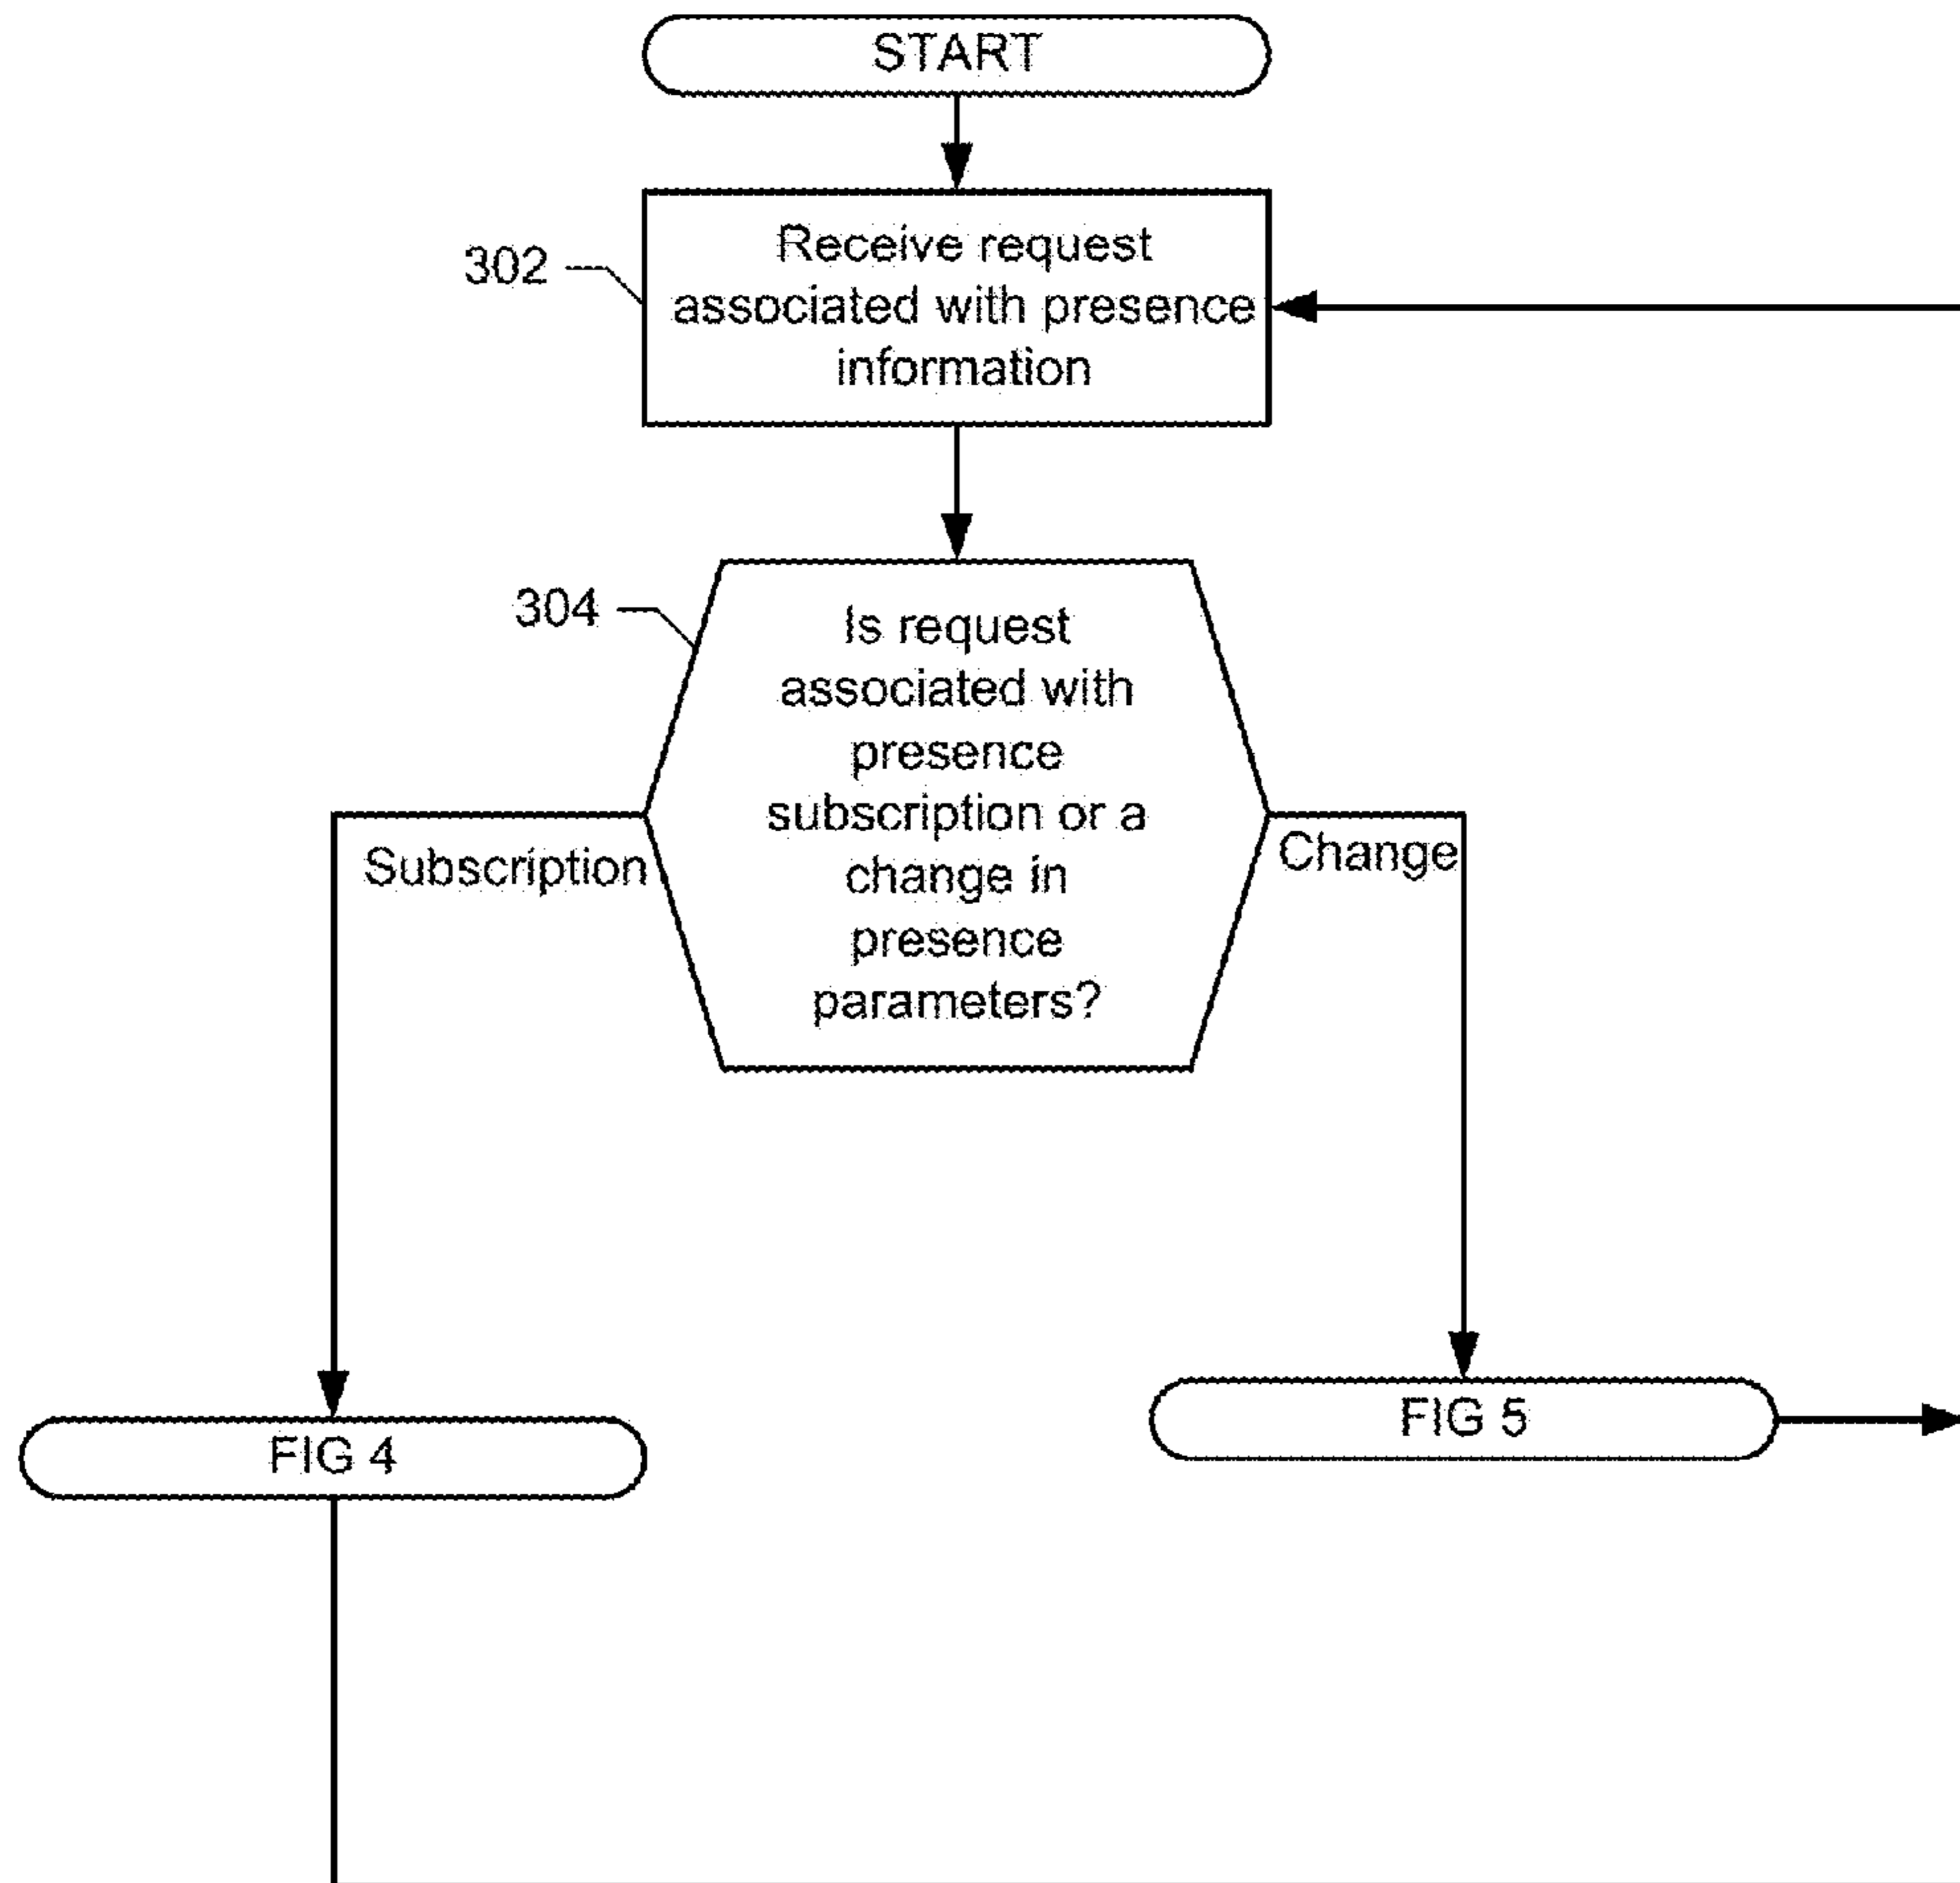 START
302
Receive request
associated with presence
information
304
Is request
associated with
presence
subscription or a
change in
presence
parameters?
Subscription
Change
FIG 4
FIG 5